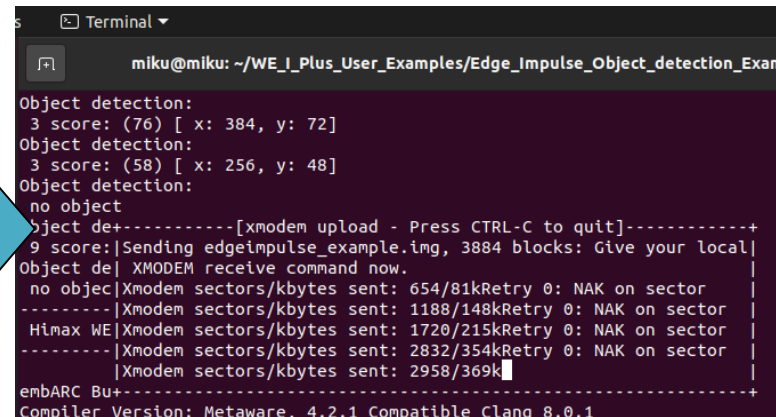 s Terminal
miku@miku: ~/WE_I_Plus_User_Examples/Edge_Impulse_Object_detection_Exam
Object detection:
 3 score: (76) [ x: 384, y: 72]
Object detection:
 3 score: (58) [ x: 256, y: 48]
Object detection:
 no object
bject de+-----------[xmodem upload - Press CTRL-C to quit]------------+
9 score:|Sending edgeimpulse_example.img, 3884 blocks: Give your local|
Object de| XMODEM receive command now. |
 no objec|Xmodem sectors/kbytes sent: 654/81kRetry 0: NAK on sector |
---------|Xmodem sectors/kbytes sent: 1188/148kRetry 0: NAK on sector |
 Himax WE|Xmodem sectors/kbytes sent: 1720/215kRetry 0: NAK on sector |
---------|Xmodem sectors/kbytes sent: 2832/354kRetry 0: NAK on sector |
|Xmodem sectors/kbytes sent: 2958/369k |
embARC Bu+------------------------------------------------------------+
Compiler Version: Metaware, 4.2.1 Compatible Clang 8.0.1